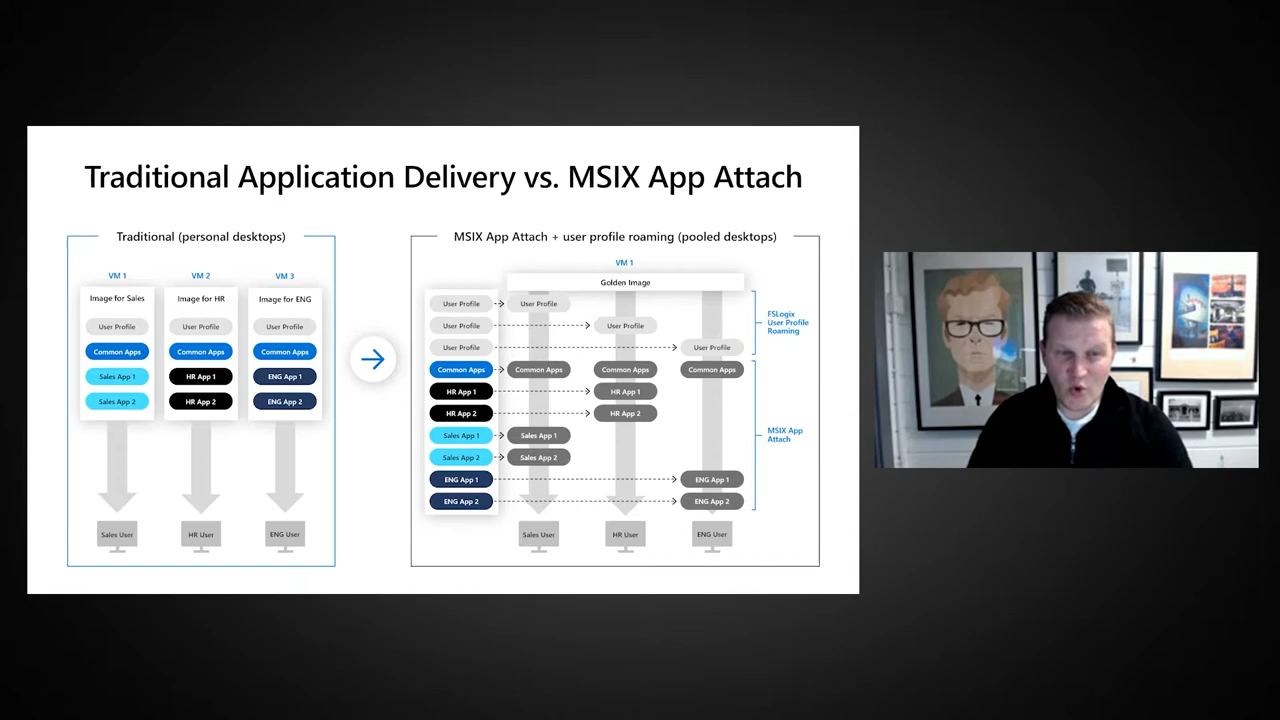 Traditional Application Delivery vs. MSIX App Attach
Traditional (personal desktops)
VM 1
VM 2
VM 3
Image for Sales
Image for HR
Image for ENG
User Profile
User Profile
User Profile
Common Apps
Common Apps
Common Apps
Sales App 1
HR App 1
ENG App 1
Sales App 2
HR App 2
ENG App 2
Sales User
HR User
ENG User
MSIX App Attach + user profile roaming (pooled desktops)
VM 1
Golden Image
User Profile
User Profile
User Profile
User Profile
User Profile
User Profile
Common Apps
Common Apps
Common Apps
Common Apps
HR App 1
HR App 1
HR App 2
HR App 2
Sales App 1
Sales App 1
Sales App 2
Sales App 2
ENG App 1
ENG App 1
ENG App 2
ENG App 2
Sales User
HR User
ENG User
FSLogix
User Profile
Roaming
MSIX App
Attach